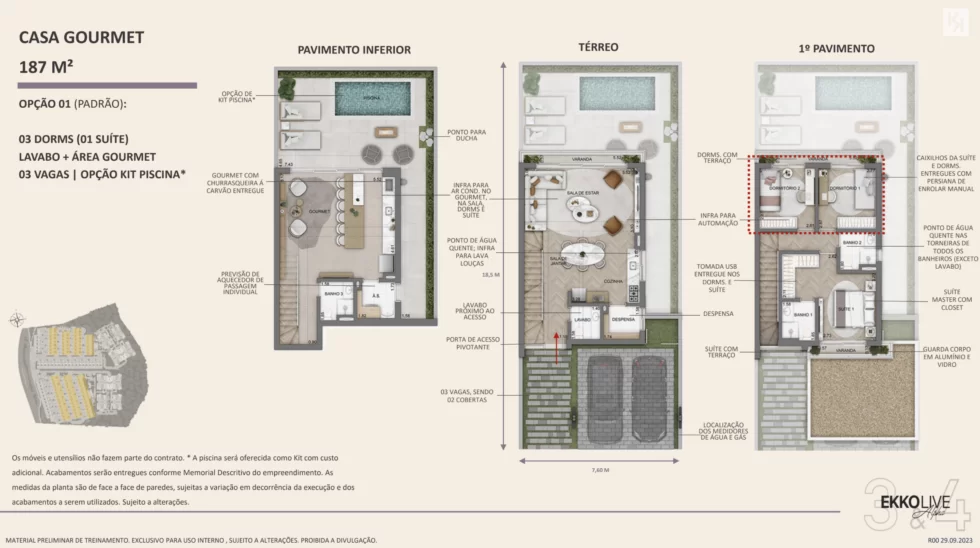 CASA GOURMET
187 M²
OPÇÃO 01 (PADRÃO):
03 DORMS (01 SUÍTE)
LAVABO + ÁREA GOURMET
03 VAGAS | OPÇÃO KIT PISCINA*
PAVIMENTO INFERIOR
OPÇÃO DE
KIT PISCINA*
GOURMET COM
CHURRASQUEIRA À
CARVÃO ENTREGUE
PREVISÃO DE
AQUECEDOR DE
PASSAGEM
INDIVIDUAL
GOURMET
BANHO 3
A.S.
PONTO PARA
DUCHA
INFRA PARA
AR COND. NO
GOURMET,
NA SALA,
DORMS E
SUÍTE
PONTO DE ÁGUA
QUENTE; INFRA
PARA LAVA
LOUÇAS
18,5 M
LAVABO
PRÓXIMO AO
ACESSO
PORTA DE ACESSO
PIVOTANTE
03 VAGAS, SENDO
02 COBERTAS
TÉRREO
VARANDA
SALA DE ESTAR
SALA DE
JANTAR
COZINHA
LAVABO
DESPENSA
7,60 M
DORMS. COM
TERRAÇO
INFRA PARA
AUTOMAÇÃO
TOMADA USB
ENTREGUE NOS
DORMS. E
SUÍTE
DESPENSA
SUÍTE COM
TERRAÇO
LOCALIZAÇÃO
DOS MEDIDORES
DE ÁGUA E GÁS
1º PAVIMENTO
VARANDA
DORMITÓRIO 2
DORMITÓRIO 1
BANHO 2
BANHO 1
SUÍTE 1
VARANDA
CAIXILHOS DA SUÍTE
E DORMS.
ENTREGUES COM
PERSIANA DE
ENROLAR MANUAL
PONTO DE ÁGUA
QUENTE NAS
TORNEIRAS DE
TODOS OS
BANHEIROS (EXCETO
LAVABO)
SUÍTE
MASTER COM
CLOSET
GUARDA CORPO
EM ALUMÍNIO E
VIDRO
Os móveis e utensílios não fazem parte do contrato. * A piscina será oferecida como Kit com custo
adicional. Acabamentos serão entregues conforme Memorial Descritivo do empreendimento. As
medidas da planta são de face a face de paredes, sujeitas a variação em decorrência da execução e dos
acabamentos a serem utilizados. Sujeito a alterações.
3&4
EKKOLIVE
Alpha
MATERIAL PRELIMINAR DE TREINAMENTO. EXCLUSIVO PARA USO INTERNO , SUJEITO A ALTERAÇÕES. PROIBIDA A DIVULGAÇÃO.
R00 29.09.2023